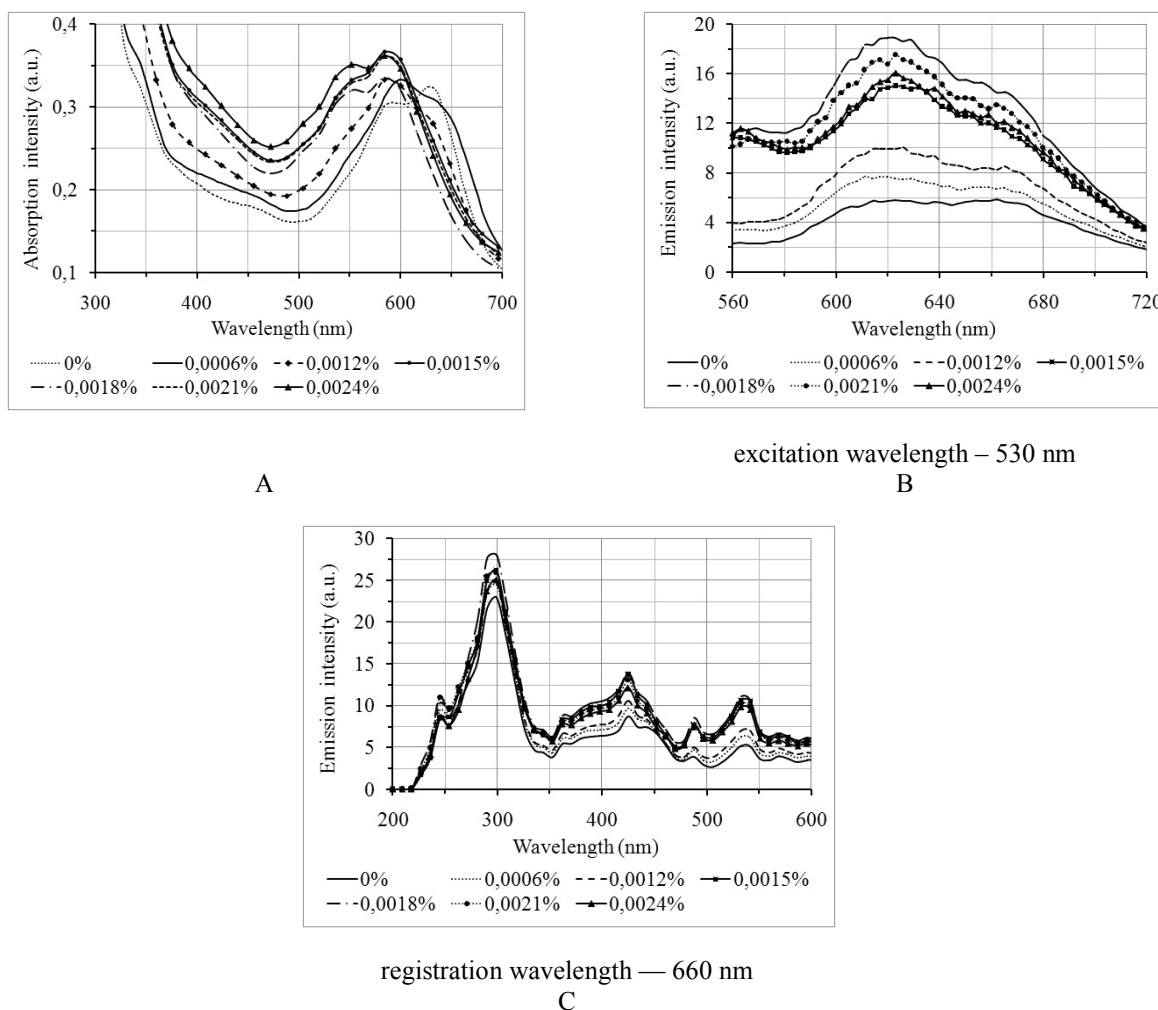 0,4
0,3
0,2
0,1
Absorption intensity (a.u.)
300 400 500 600 700
Wavelength (nm)
0% 0,0006% 0,0012% 0,0015%
0,0018% 0,0021% 0,0024%
A
20
16
12
8
4
0
Emission intensity (a.u.)
560 600 640 680 720
Wavelength (nm)
0% 0,0006% 0,0012% 0,0015%
0,0018% 0,0021% 0,0024%
excitation wavelength – 530 nm
B
30
25
20
15
10
5
0
Emission intensity (a.u.)
200 300 400 500 600
Wavelength (nm)
0% 0,0006% 0,0012% 0,0015%
0,0018% 0,0021% 0,0024%
registration wavelength — 660 nm
C